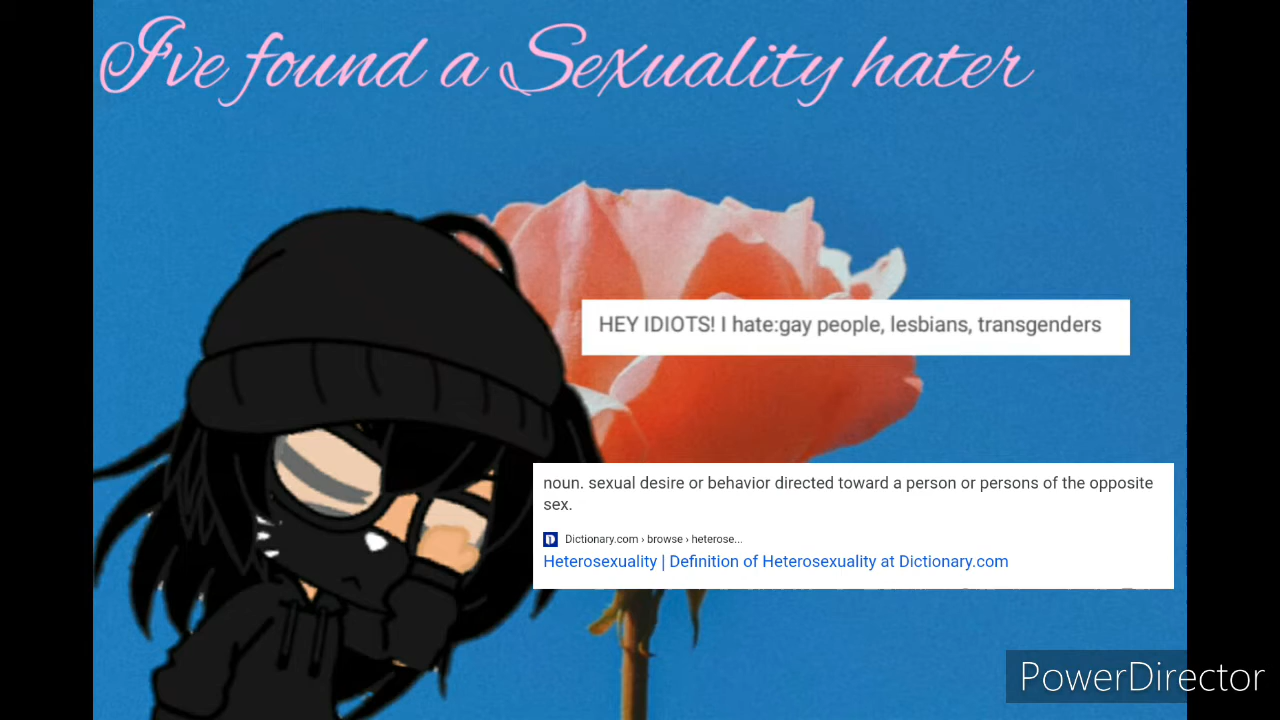 I've found a Sexuality hater
HEY IDIOTS! I hate:gay people, lesbians, transgenders
noun. sexual desire or behavior directed toward a person or persons of the opposite
sex.
Dictionary.com › browse › heterose...
Heterosexuality | Definition of Heterosexuality at Dictionary.com
PowerDirector